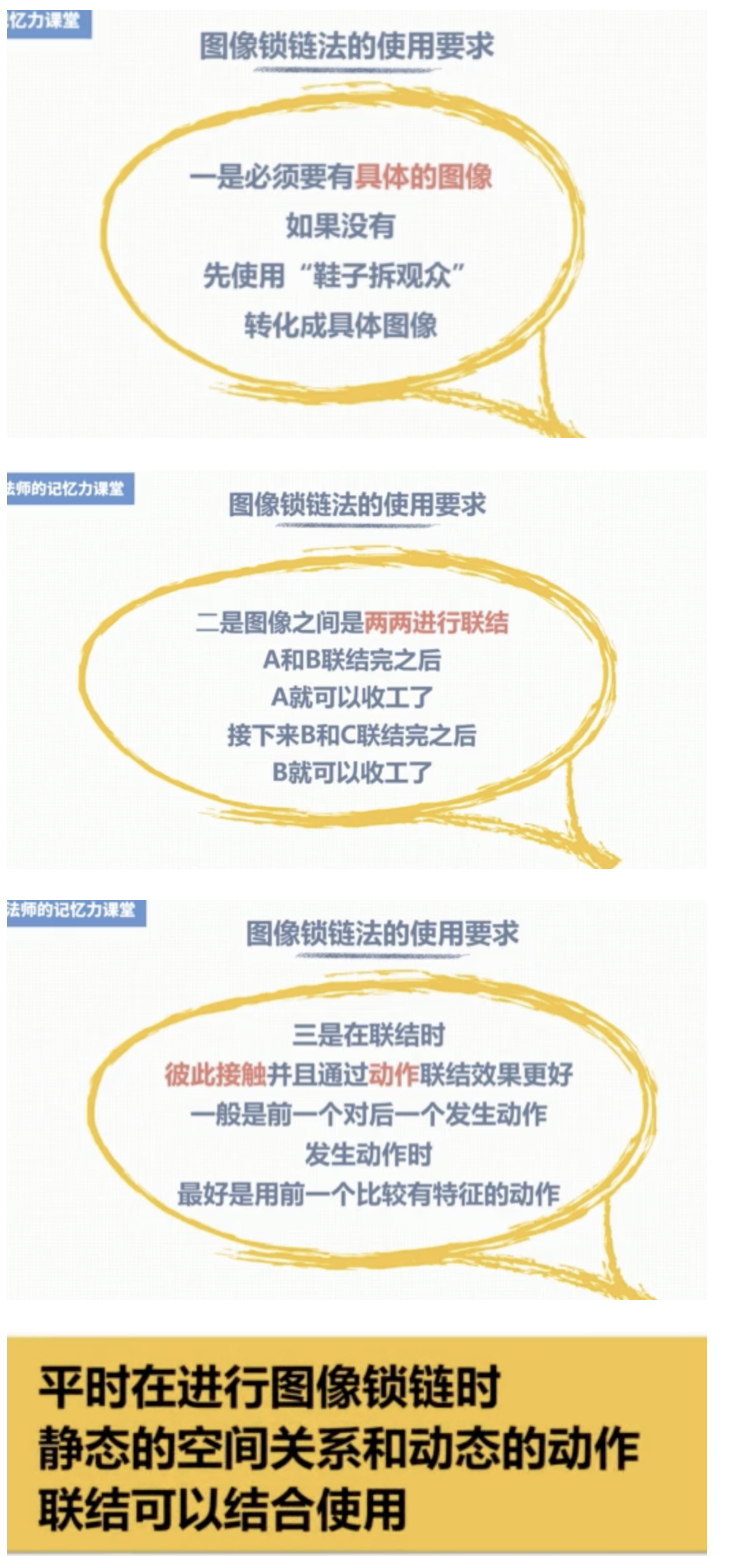 忆力课堂
图像锁链法的使用要求
一是必须要有具体的图像
如果没有
先使用“鞋子拆观众”
转化成具体图像
法师的记忆力课堂
图像锁链法的使用要求
二是图像之间是两两进行联结
A和B联结完之后
A就可以收工了
接下来B和C联结完之后
B就可以收工了
法师的记忆力课堂
图像锁链法的使用要求
三是在联结时
彼此接触并且通过动作联结效果更好
一般是前一个对后一个发生动作
发生动作时
最好是用前一个比较有特征的动作
平时在进行图像锁链时
静态的空间关系和动态的动作
联结可以结合使用